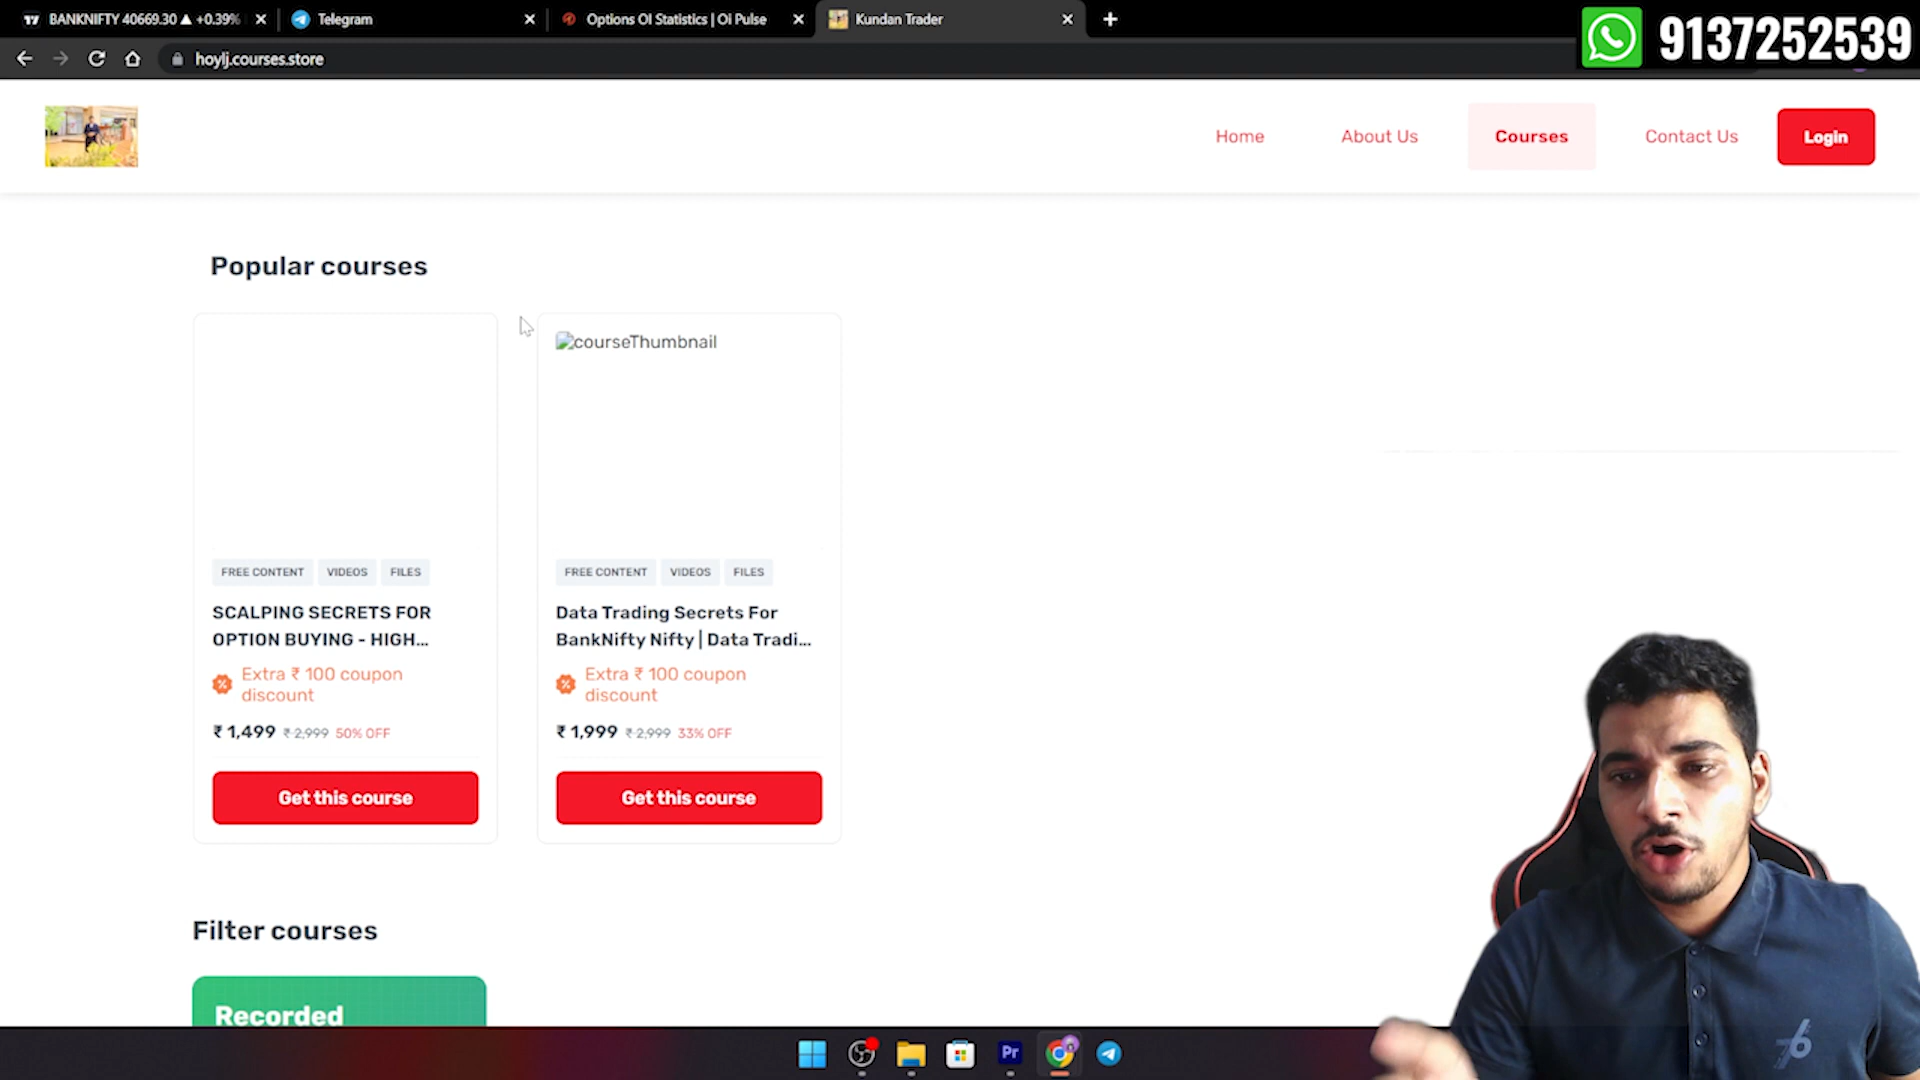 BANKNIFTY 40669.30 ▲ +0.39%
Telegram
Options OI Statistics | Oi Pulse
Kundan Trader
9137252539
hoylj.courses.store
Home
About Us
Courses
Contact Us
Login
Popular courses
courseThumbnail
FREE CONTENT VIDEOS FILES
SCALPING SECRETS FOR
OPTION BUYING - HIGH...
Extra ₹ 100 coupon
discount
₹ 1,499 ₹ 2,999 50% OFF
Get this course
FREE CONTENT VIDEOS FILES
Data Trading Secrets For
BankNifty Nifty | Data Tradi...
Extra ₹ 100 coupon
discount
₹ 1,999 ₹ 2,999 33% OFF
Get this course
Filter courses
Recorded
Pr